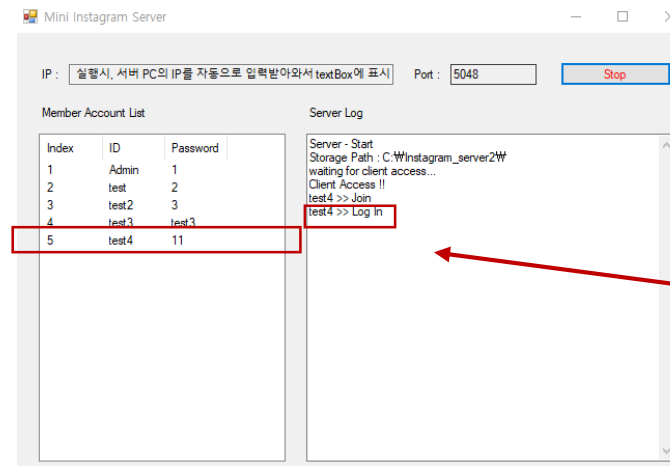 Mini Instagram Server
IP : 실행시, 서버 PC의 IP를 자동으로 입력받아와서 textBox에 표시 Port : 5048 Stop
Member Account List
Index ID Password
1 Admin 1
2 test 2
3 test2 3
4 test3 test3
5 test4 11
Server Log
Server - Start
Storage Path : C:₩Instagram_server2₩
waiting for client access...
Client Access !!
test4 >> Join
test4 >> Log In